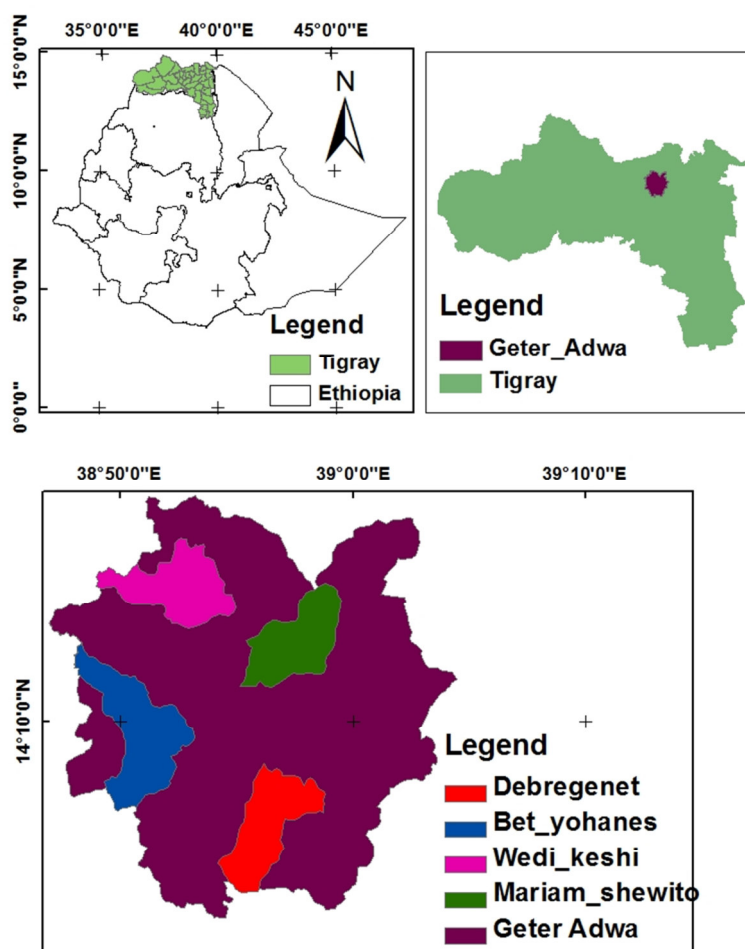 35°0'0"E 40°0'0"E 45°0'0"E
15°0'0"N
10°0'0"N
5°0'0"N
0°0'0"
N
Legend
Tigray
Ethiopia
Legend
Geter_Adwa
Tigray
38°50'0"E 39°0'0"E 39°10'0"E
14°10'0"N
Legend
Debregenet
Bet_yohanes
Wedi_keshi
Mariam_shewito
Geter Adwa